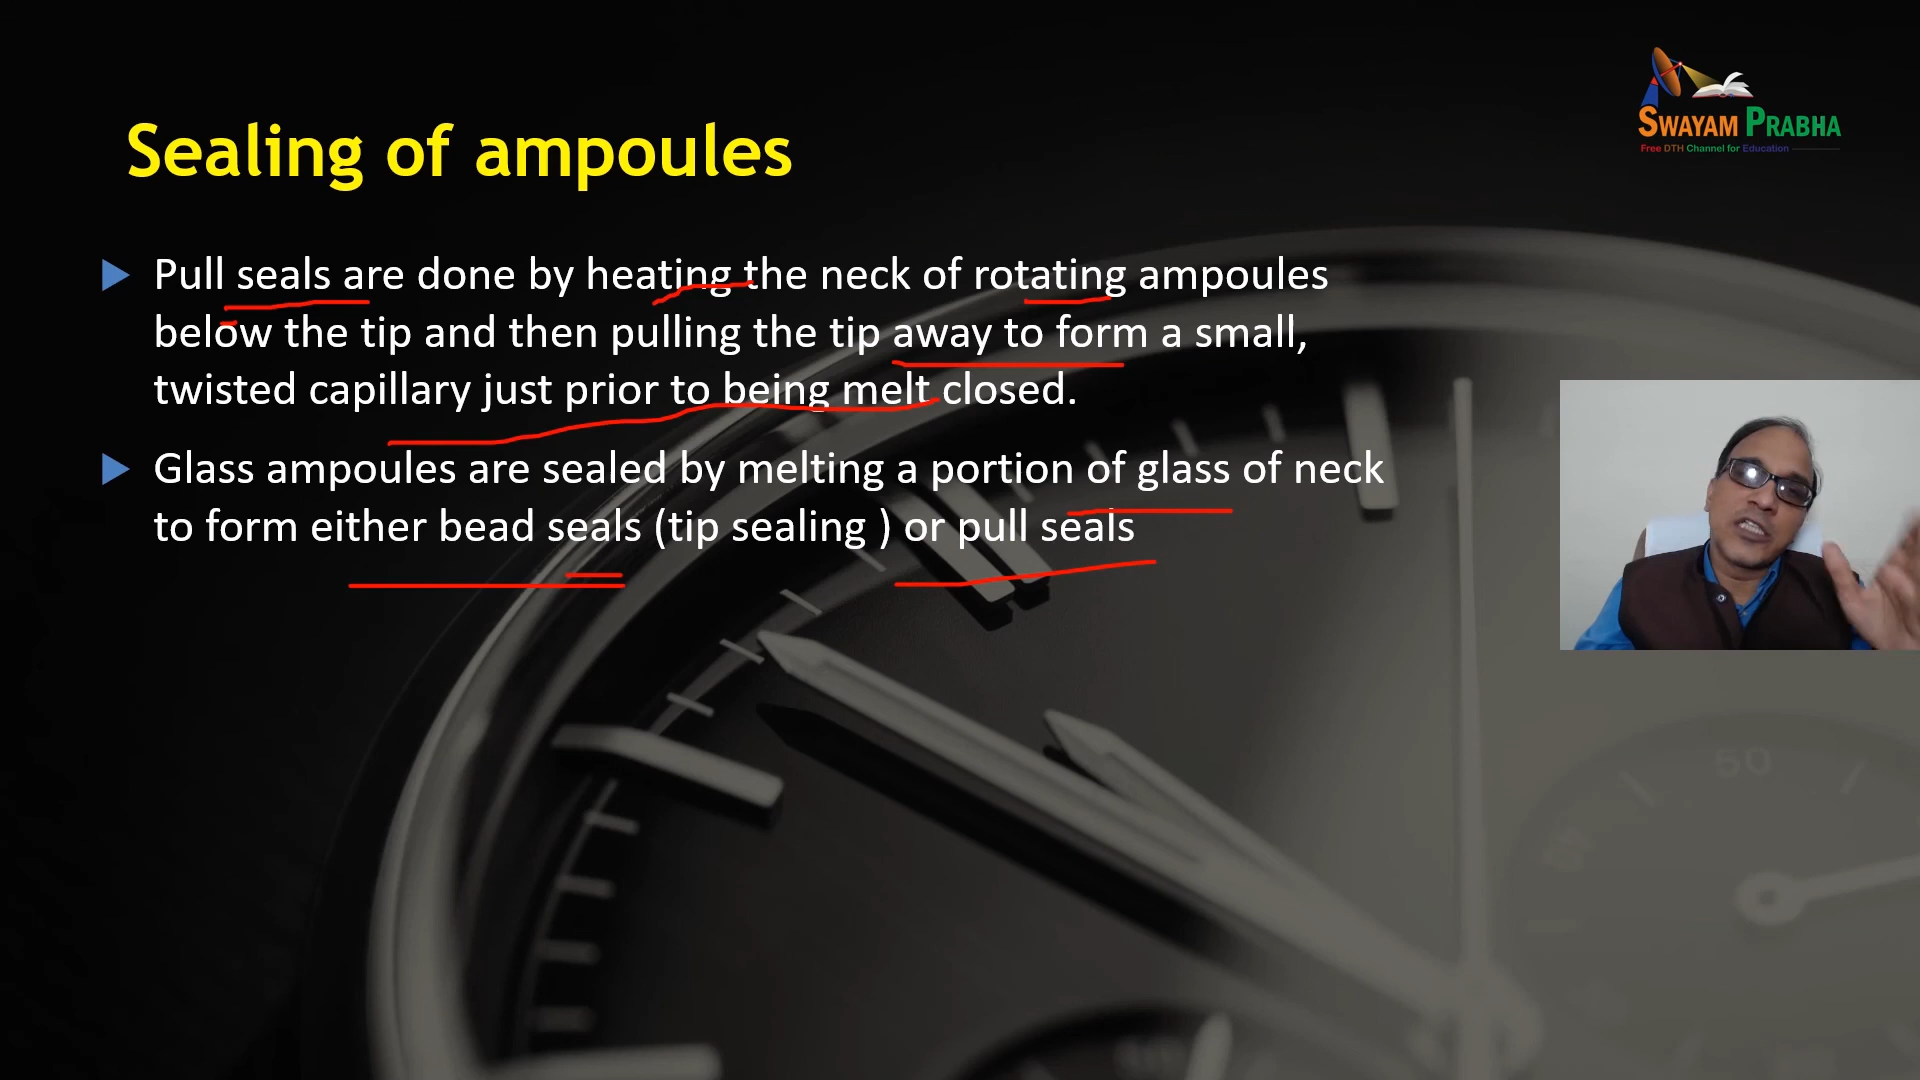 SWAYAM PRABHA
Free DTH Channel for Education
Sealing of ampoules
Pull seals are done by heating the neck of rotating ampoules
below the tip and then pulling the tip away to form a small,
twisted capillary just prior to being melt closed.
Glass ampoules are sealed by melting a portion of glass of neck
to form either bead seals (tip sealing ) or pull seals
50